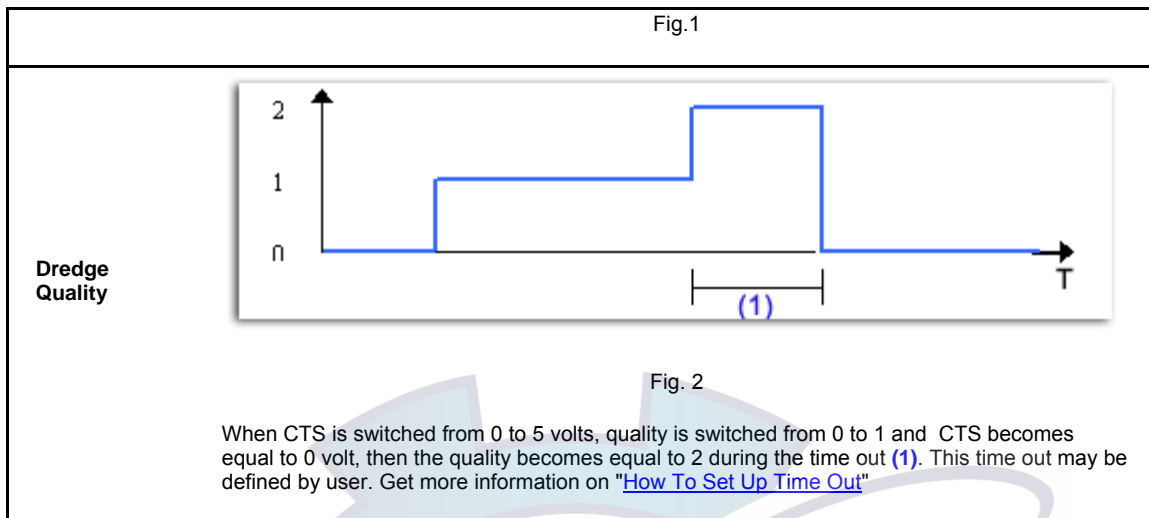 Fig.1
2
1
0
T
(1)
Dredge
Quality
Fig. 2
When CTS is switched from 0 to 5 volts, quality is switched from 0 to 1 and CTS becomes
equal to 0 volt, then the quality becomes equal to 2 during the time out (1). This time out may be
defined by user. Get more information on "How To Set Up Time Out"